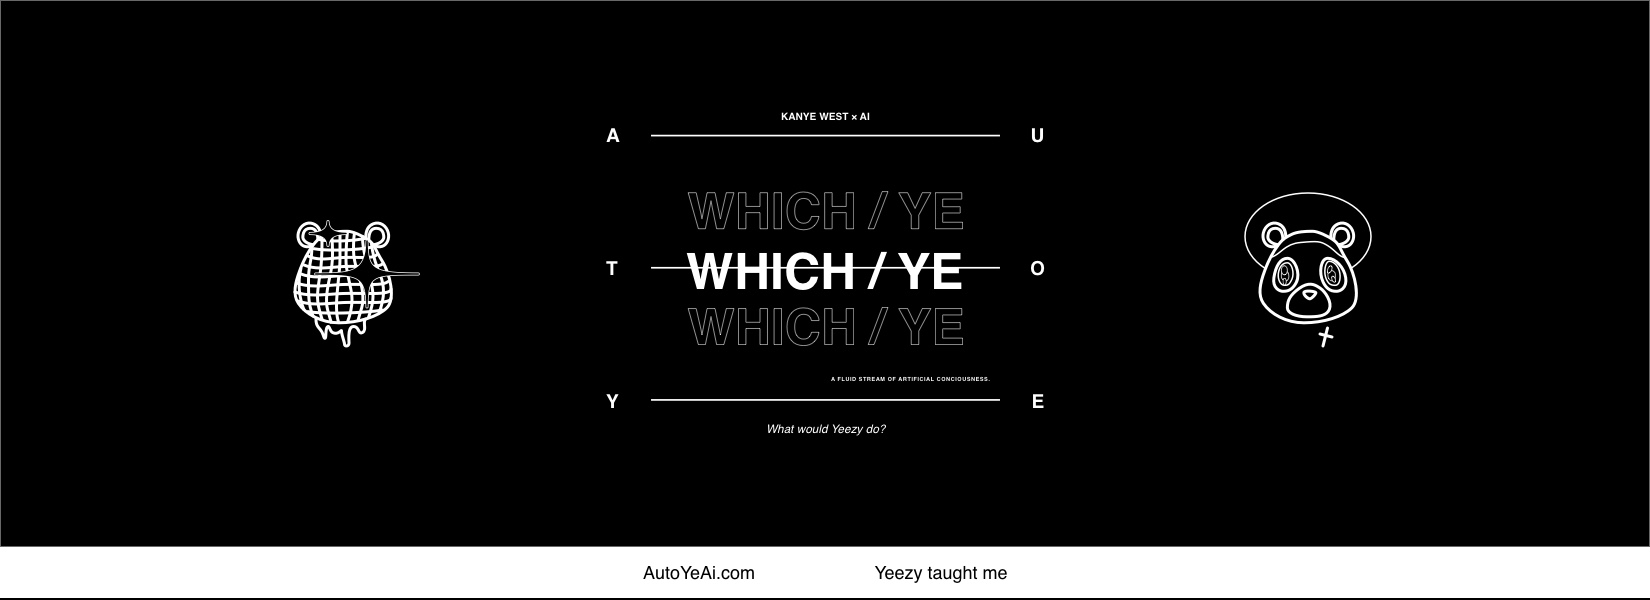 KANYE WEST × AI
A U
WHICH / YE
T WHICH / YE O
WHICH / YE
A FLUID STREAM OF ARTIFICIAL CONCIOUSNESS.
Y E
What would Yeezy do?
AutoYeAi.com Yeezy taught me